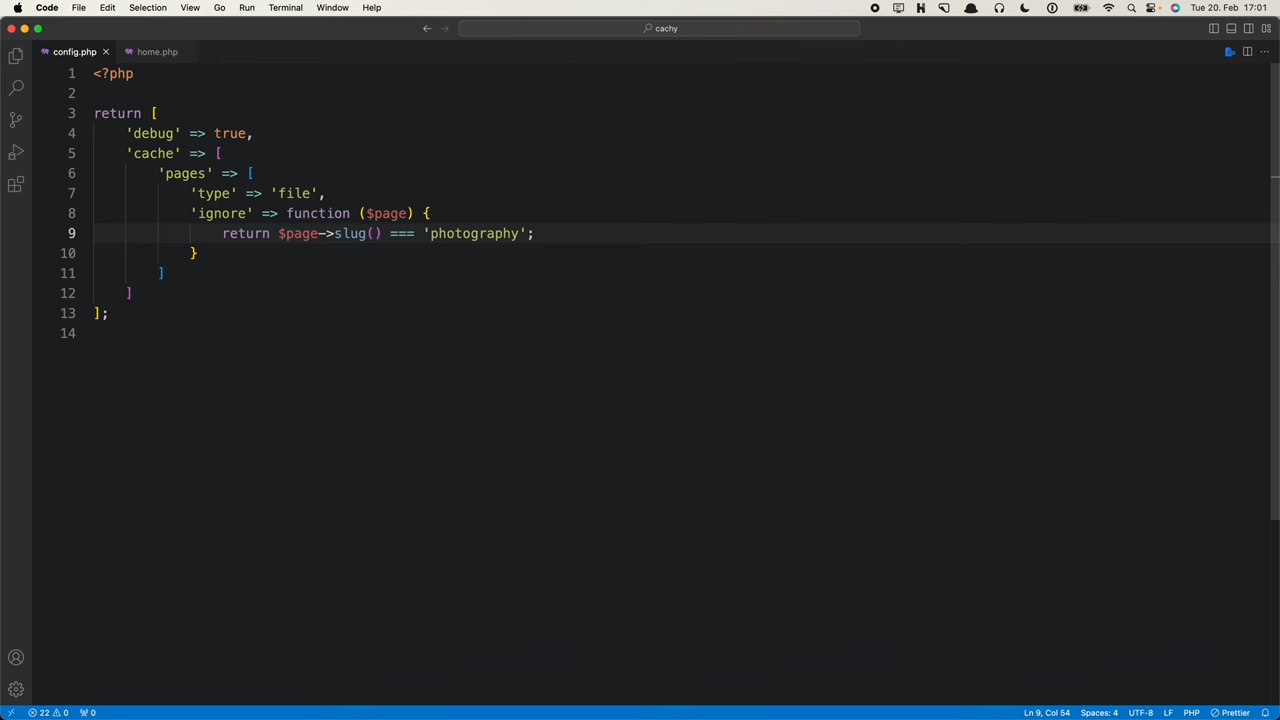 Code File Edit Selection View Go Run Terminal Window Help Tue 20. Feb 17:01
cachy
config.php home.php
1 <?php
2
3 return [
4 'debug' => true,
5 'cache' => [
6 'pages' => [
7 'type' => 'file',
8 'ignore' => function ($page) {
9 return $page->slug() === 'photography';
10 }
11 ]
12 ]
13 ];
14
22 0 0 Ln 9, Col 54 Spaces: 4 UTF-8 LF PHP Prettier